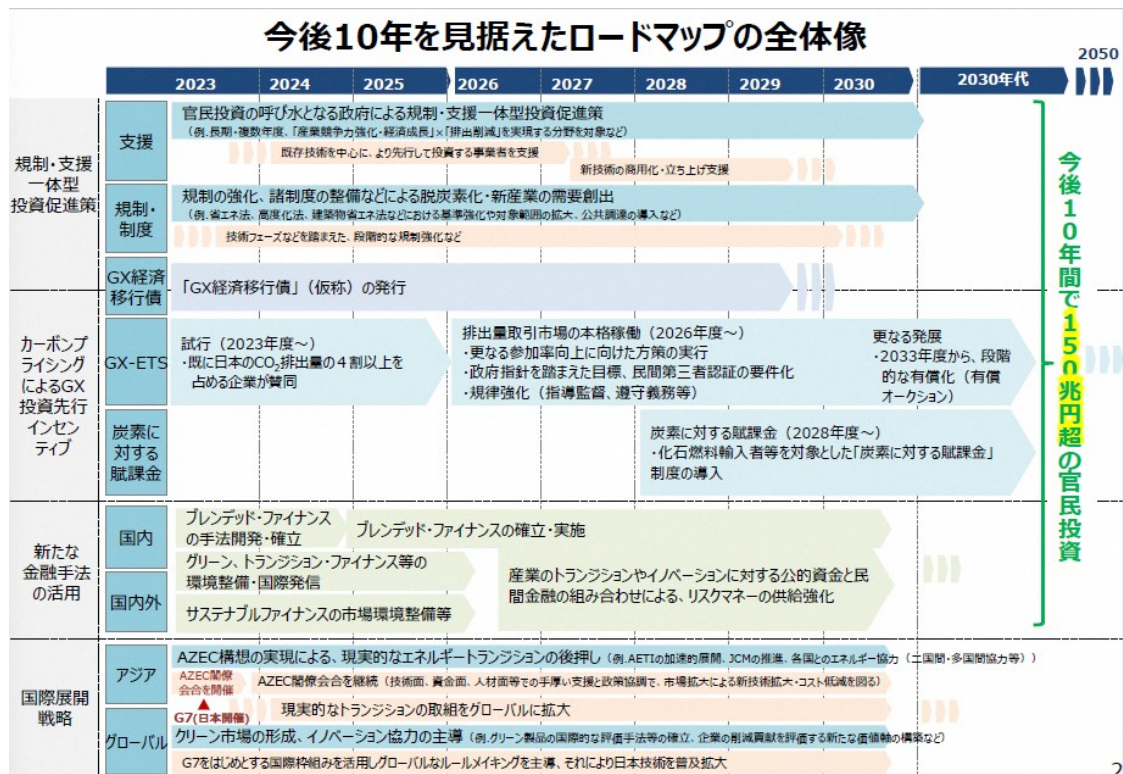 今後10年を見据えたロードマップの全体像
2050
2023
2024
2025
2026
2027
2028
2029
2030
2030年代
規制・支援
一体型
投資促進策
支援
官民投資の呼び水となる政府による規制・支援一体型投資促進策
(例.長期・複数年度、「産業競争力強化・経済成長」×「排出削減」を実現する分野を対象など)
既存技術を中心に、より先行して投資する事業者を支援
新技術の商用化・立ち上げ支援
規制・
制度
規制の強化、諸制度の整備などによる脱炭素化・新産業の需要創出
(例.省エネ法、高度化法、建築物省エネ法などにおける基準強化や対象範囲の拡大、公共調達の導入など)
技術フェーズなどを踏まえた、段階的な規制強化など
GX経済
移行債
「GX経済移行債」(仮称)の発行
カーボンプ
ライシング
によるGX
投資先行
インセン
ティブ
GX-ETS
試行(2023年度~)
・既に日本のCO₂排出量の4割以上を
占める企業が賛同
排出量取引市場の本格稼働(2026年度~)
・更なる参加率向上に向けた方策の実行
・政府指針を踏まえた目標、民間第三者認証の要件化
・規律強化(指導監督、遵守義務等)
更なる発展
・2033年度から、段階
的な有償化(有償
オークション)
炭素に
対する
賦課金
炭素に対する賦課金(2028年度~)
・化石燃料輸入者等を対象とした「炭素に対する賦課金」
制度の導入
新たな
金融手法
の活用
国内
ブレンデッド・ファイナンス
の手法開発・確立
ブレンデッド・ファイナンスの確立・実施
国内外
グリーン、トランジション・ファイナンス等の
環境整備・国際発信
サステナブルファイナンスの市場環境整備等
産業のトランジションやイノベーションに対する公的資金と民
間金融の組み合わせによる、リスクマネーの供給強化
国際展開
戦略
アジア
AZEC構想の実現による、現実的なエネルギートランジションの後押し(例.AETIの加速的展開、JCMの推進、各国とのエネルギー協力(二国間・多国間協力等))
AZEC閣僚
会合を開催
AZEC閣僚会合を継続(技術面、資金面、人材面等での手厚い支援と政策協調で、市場拡大による新技術拡大・コスト低減を図る)
G7(日本開催)
現実的なトランジションの取組をグローバルに拡大
グローバル
クリーン市場の形成、イノベーション協力の主導(例.グリーン製品の国際的な評価手法等の確立、企業の削減貢献を評価する新たな価値軸の構築など)
G7をはじめとする国際枠組みを活用しグローバルなルールメイキングを主導、それにより日本技術を普及拡大
今後10年間で150兆円超の官民投資
2